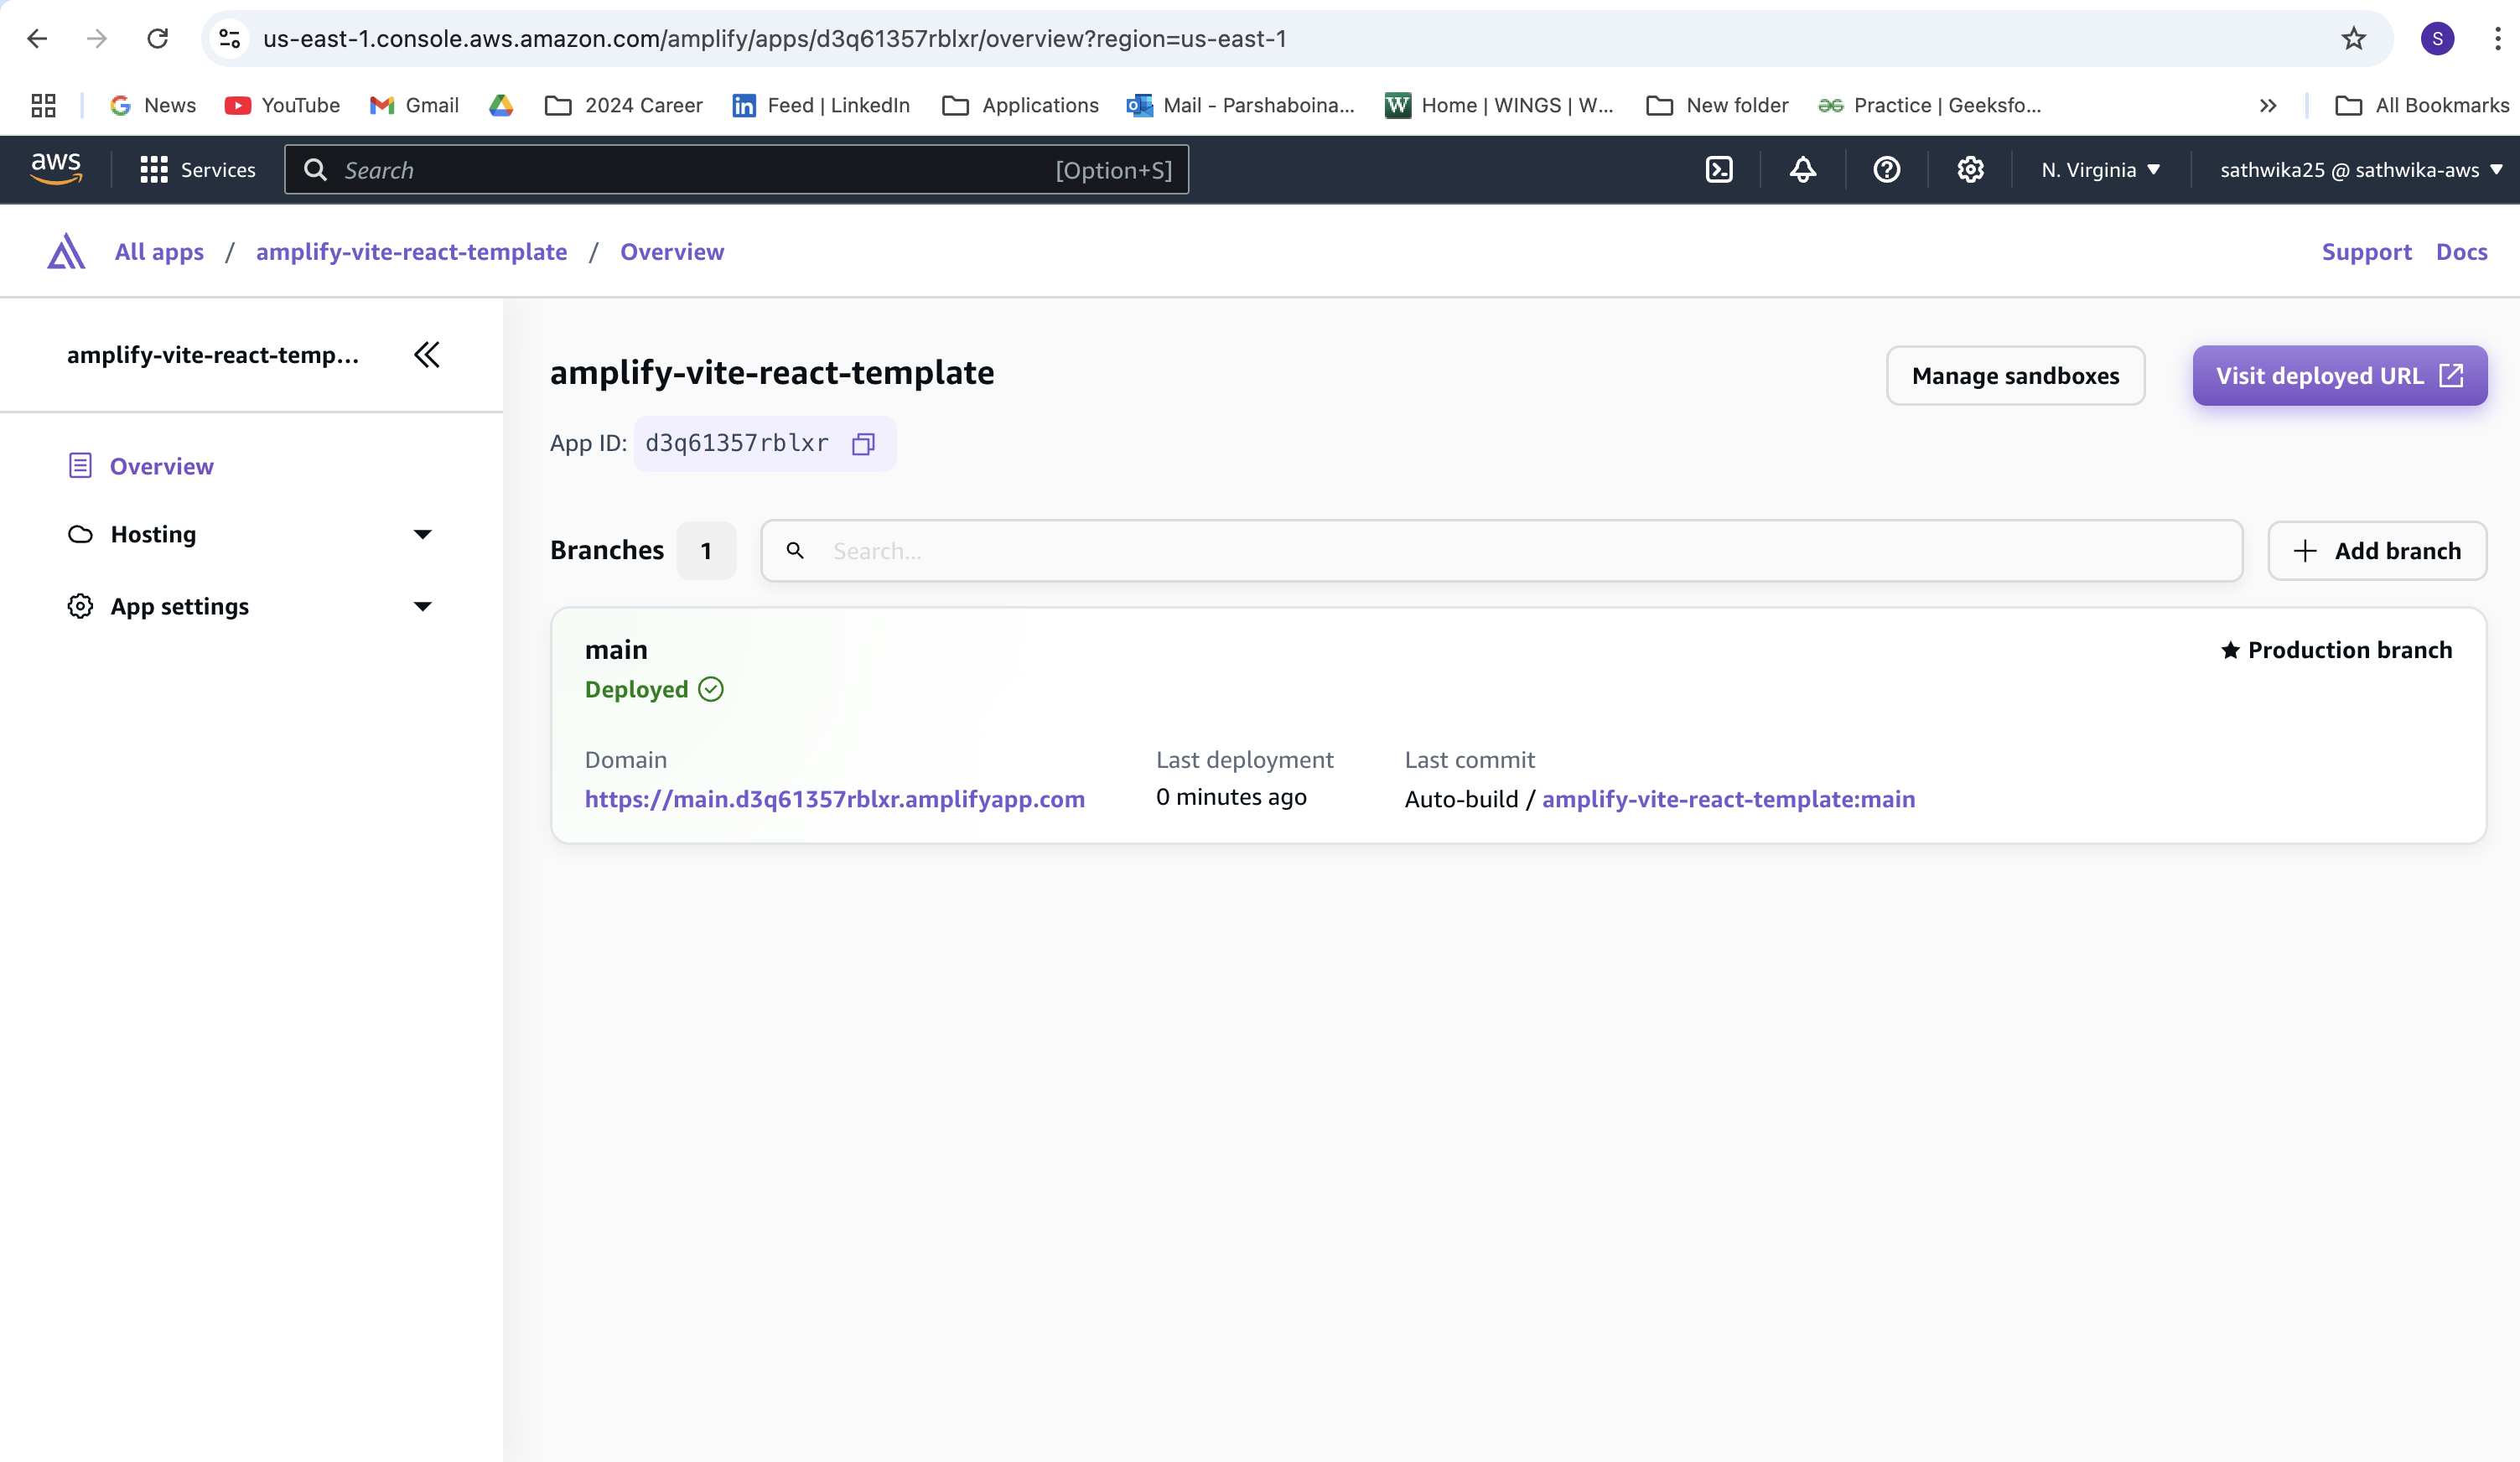 us-east-1.console.aws.amazon.com/amplify/apps/d3q61357rblxr/overview?region=us-east-1
S
News
YouTube
Gmail
2024 Career
Feed | LinkedIn
Applications
Mail - Parshaboina...
Home | WINGS | W...
New folder
Practice | Geeksfo...
All Bookmarks
aws
Services
Search
[Option+S]
N. Virginia
sathwika25 @ sathwika-aws
All apps / amplify-vite-react-template / Overview
Support
Docs
amplify-vite-react-temp...
Overview
Hosting
App settings
amplify-vite-react-template
Manage sandboxes
Visit deployed URL
App ID: d3q61357rblxr
Branches 1
Search...
Add branch
main
Production branch
Deployed
Domain
https://main.d3q61357rblxr.amplifyapp.com
Last deployment
0 minutes ago
Last commit
Auto-build / amplify-vite-react-template:main